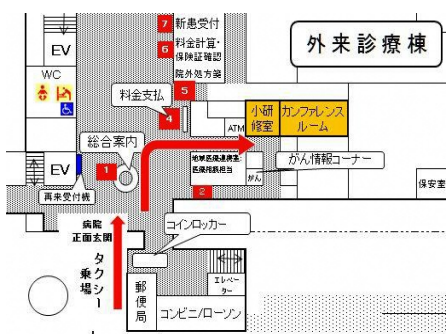 外来診療棟
7 新患受付
6 料金計算・
保険証確認
院外処方箋
5
EV
WC
料金支払
4
ATM
小研
修室
カンファレンス
ルーム
総合案内
1
EV
再来受付機
地域医療連携室
医療相談担当
2
がん
がん情報コーナー
保安室
病院
正面玄関
コインロッカー
タクシー
乗場
郵便局
エレベーター
コンビニ/ローソン